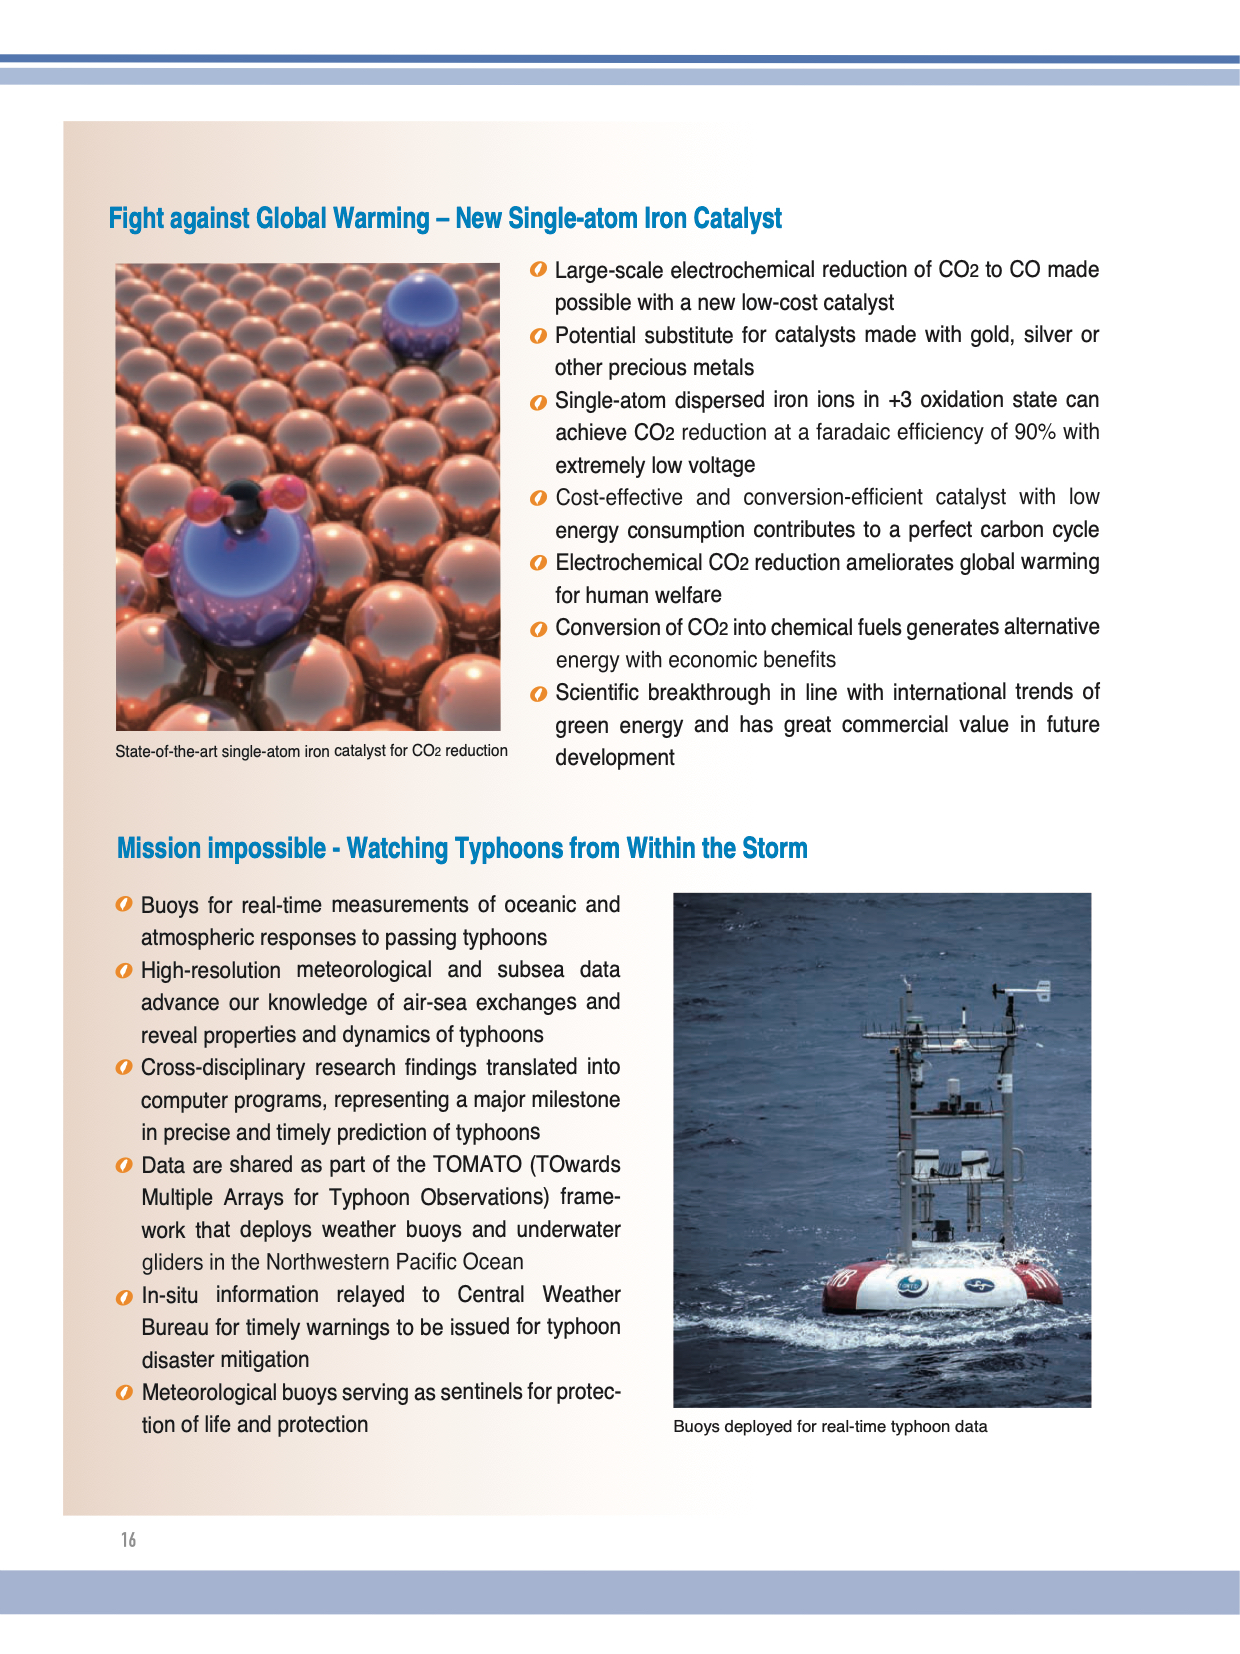 Fight against Global Warming – New Single-atom Iron Catalyst
Large-scale electrochemical reduction of CO2 to CO made
possible with a new low-cost catalyst
Potential substitute for catalysts made with gold, silver or
other precious metals
Single-atom dispersed iron ions in +3 oxidation state can
achieve CO2 reduction at a faradaic efficiency of 90% with
extremely low voltage
Cost-effective and conversion-efficient catalyst with low
energy consumption contributes to a perfect carbon cycle
Electrochemical CO2 reduction ameliorates global warming
for human welfare
Conversion of CO2 into chemical fuels generates alternative
energy with economic benefits
Scientific breakthrough in line with international trends of
green energy and has great commercial value in future
development
State-of-the-art single-atom iron catalyst for CO2 reduction
Mission impossible - Watching Typhoons from Within the Storm
Buoys for real-time measurements of oceanic and
atmospheric responses to passing typhoons
High-resolution meteorological and subsea data
advance our knowledge of air-sea exchanges and
reveal properties and dynamics of typhoons
Cross-disciplinary research findings translated into
computer programs, representing a major milestone
in precise and timely prediction of typhoons
Data are shared as part of the TOMATO (TOwards
Multiple Arrays for Typhoon Observations) frame-
work that deploys weather buoys and underwater
gliders in the Northwestern Pacific Ocean
In-situ information relayed to Central Weather
Bureau for timely warnings to be issued for typhoon
disaster mitigation
Meteorological buoys serving as sentinels for protec-
tion of life and protection
Buoys deployed for real-time typhoon data
16